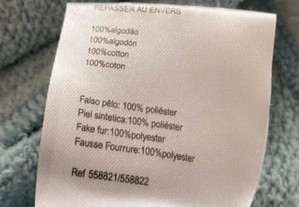 REPASSER AU ENVERS
100%algodão
100%algodón
100%cotton
100%coton
Falso pêlo: 100% poliéster
Piel sintetica: 100% poliéster
Fake fur:100%polyester
Fausse Fourrure:100%polyester
Ref 558821/558822